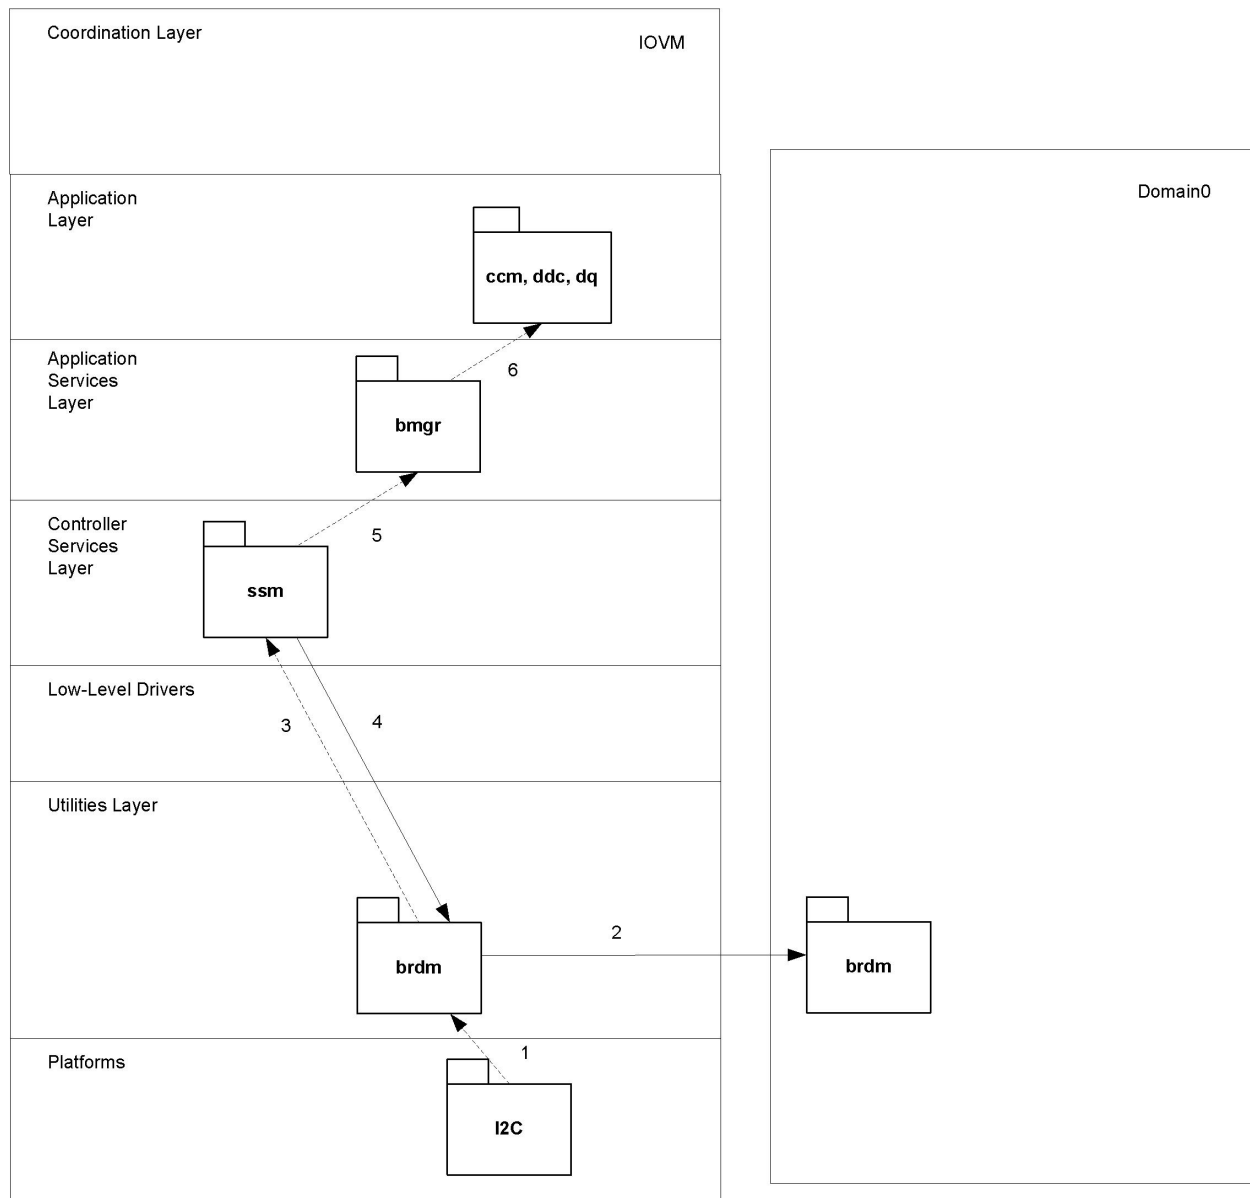 Coordination Layer
IOVM
Domain0
Application
Layer
ccm, ddc, dq
Application
Services
Layer
6
bmgr
Controller
Services
Layer
5
ssm
Low-Level Drivers
3
4
Utilities Layer
2
brdm
brdm
1
Platforms
I2C